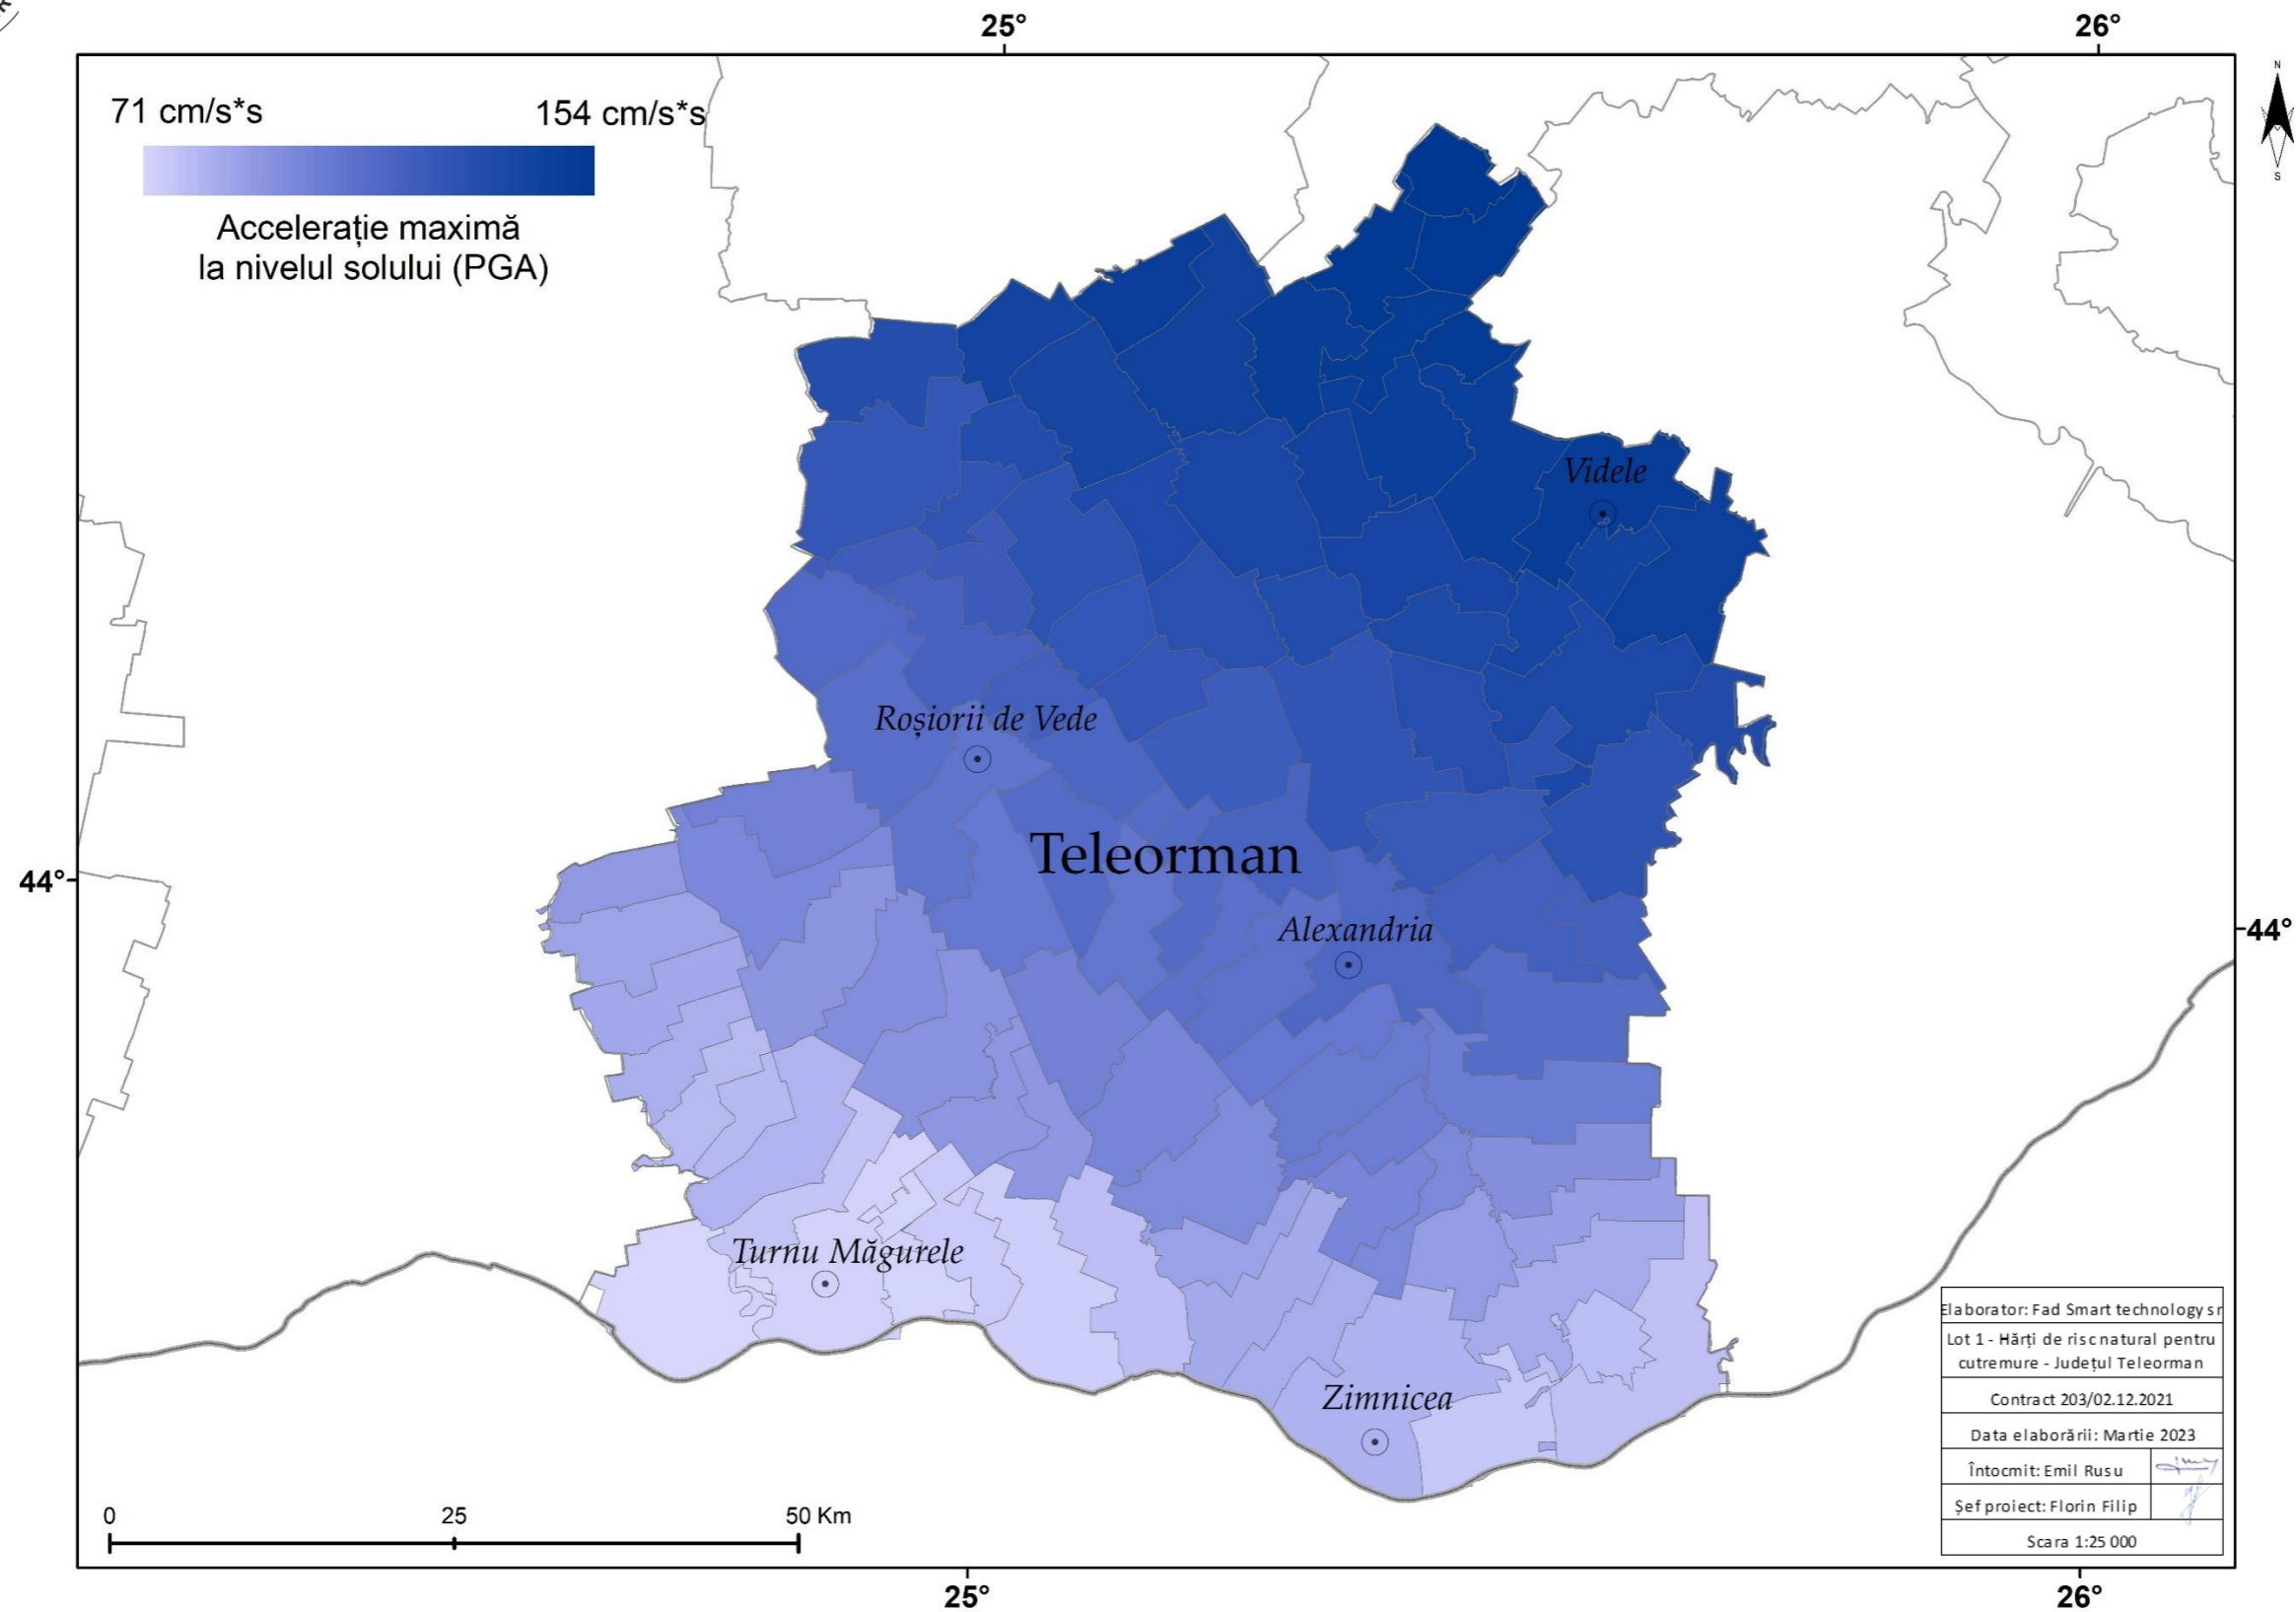 25°
26°
N
S
71 cm/s*s
154 cm/s*s
Accelerație maximă
la nivelul solului (PGA)
Videle
Roșiorii de Vede
Teleorman
44°
Alexandria
44°
Turnu Măgurele
Zimnicea
Elaborator: Fad Smart technology sr
Lot 1 - Hărți de risc natural pentru
cutremure - Județul Teleorman
Contract 203/02.12.2021
Data elaborării: Martie 2023
Întocmit: Emil Rusu
Șef proiect: Florin Filip
Scara 1:25 000
0
25
50 Km
25°
26°